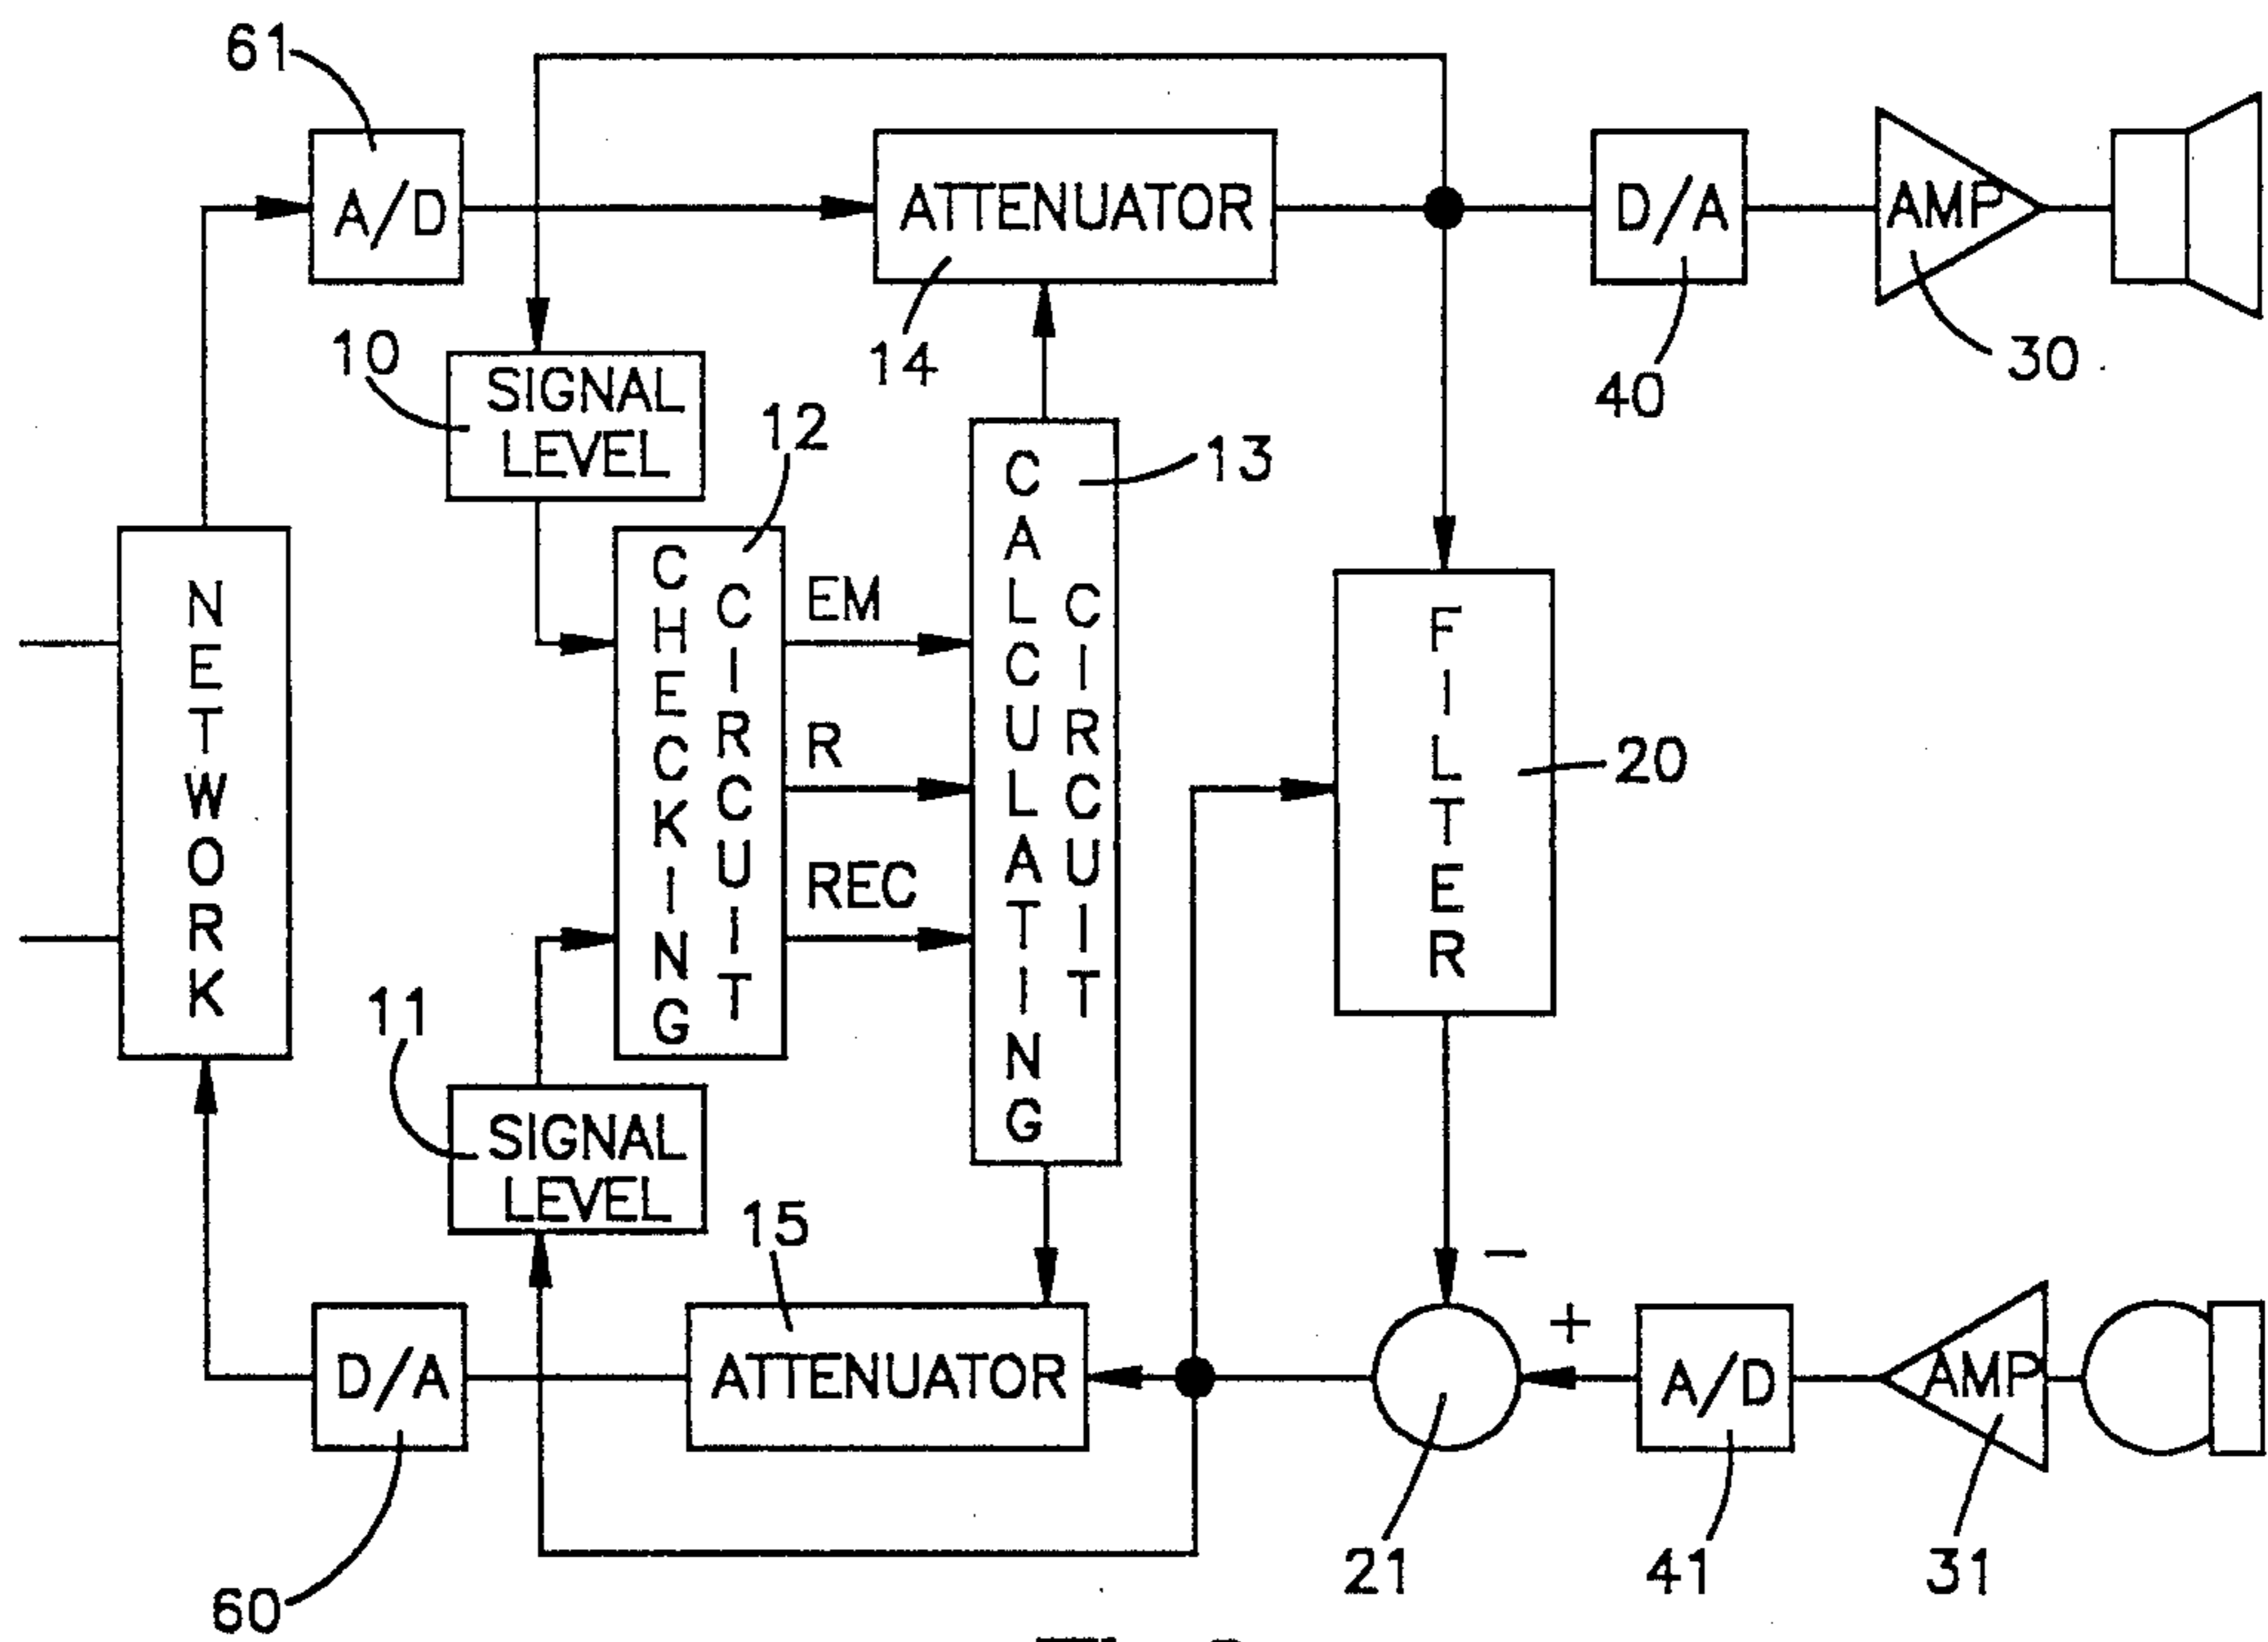 61
A/D
ATTENUATOR
D/A
AMP
10
14
40
30
SIGNAL
LEVEL
12
13
NETWORK
CHECKING
CIRCUIT
EM
R
REC
CALCULATING
CIRCUIT
FILTER
20
11
SIGNAL
LEVEL
15
−
+
D/A
ATTENUATOR
A/D
AMP
60
21
41
31